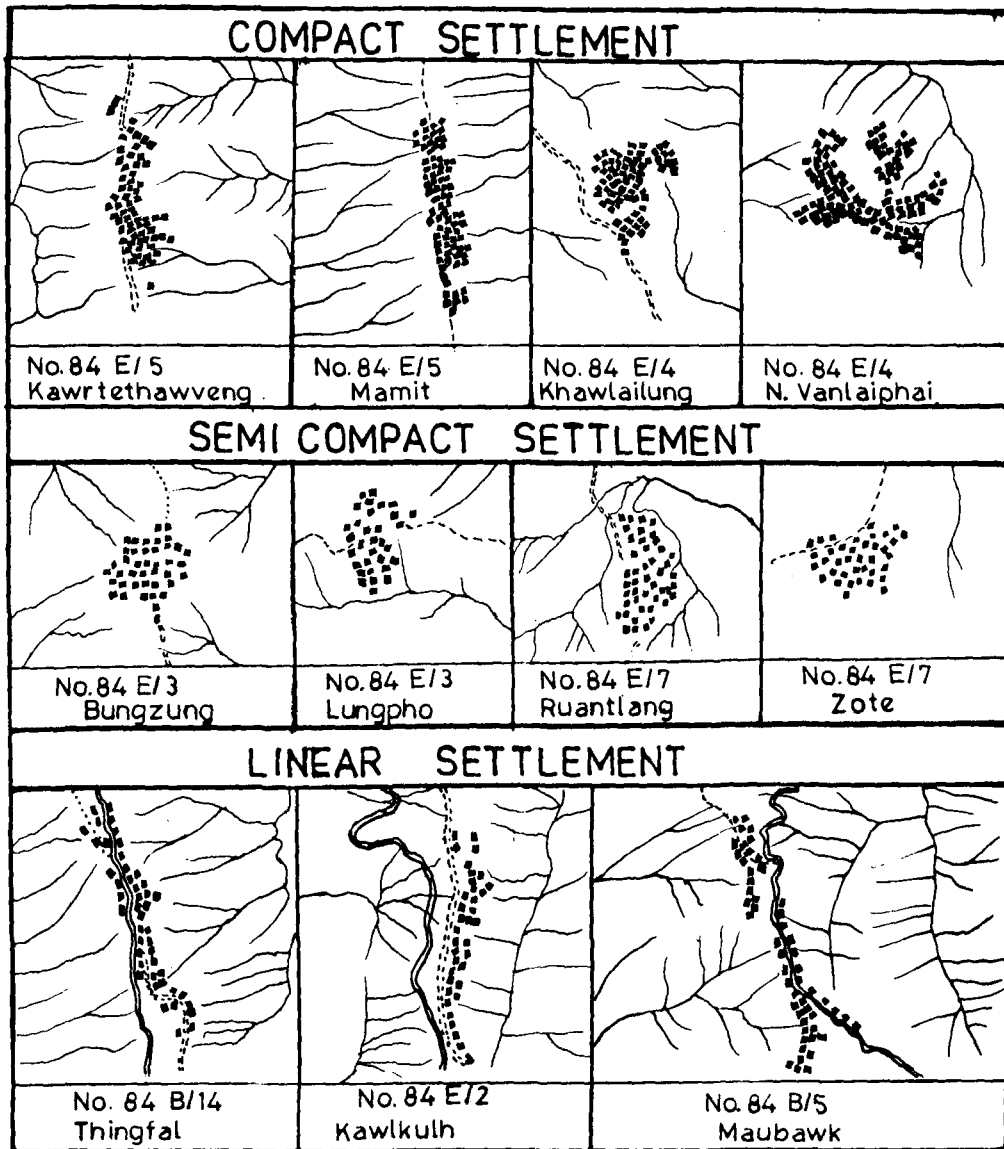 COMPACT SETTLEMENT
No. 84 E/5
Kawrtethawveng
No. 84 E/5
Mamit
No. 84 E/4
Khawlailung
No. 84 E/4
N. Vanlaiphai
SEMI COMPACT SETTLEMENT
No. 84 E/3
Bungzung
No. 84 E/3
Lungpho
No. 84 E/7
Ruantlang
No. 84 E/7
Zote
LINEAR SETTLEMENT
No. 84 B/14
Thingfal
No. 84 E/2
Kawlkulh
No. 84 B/5
Maubawk